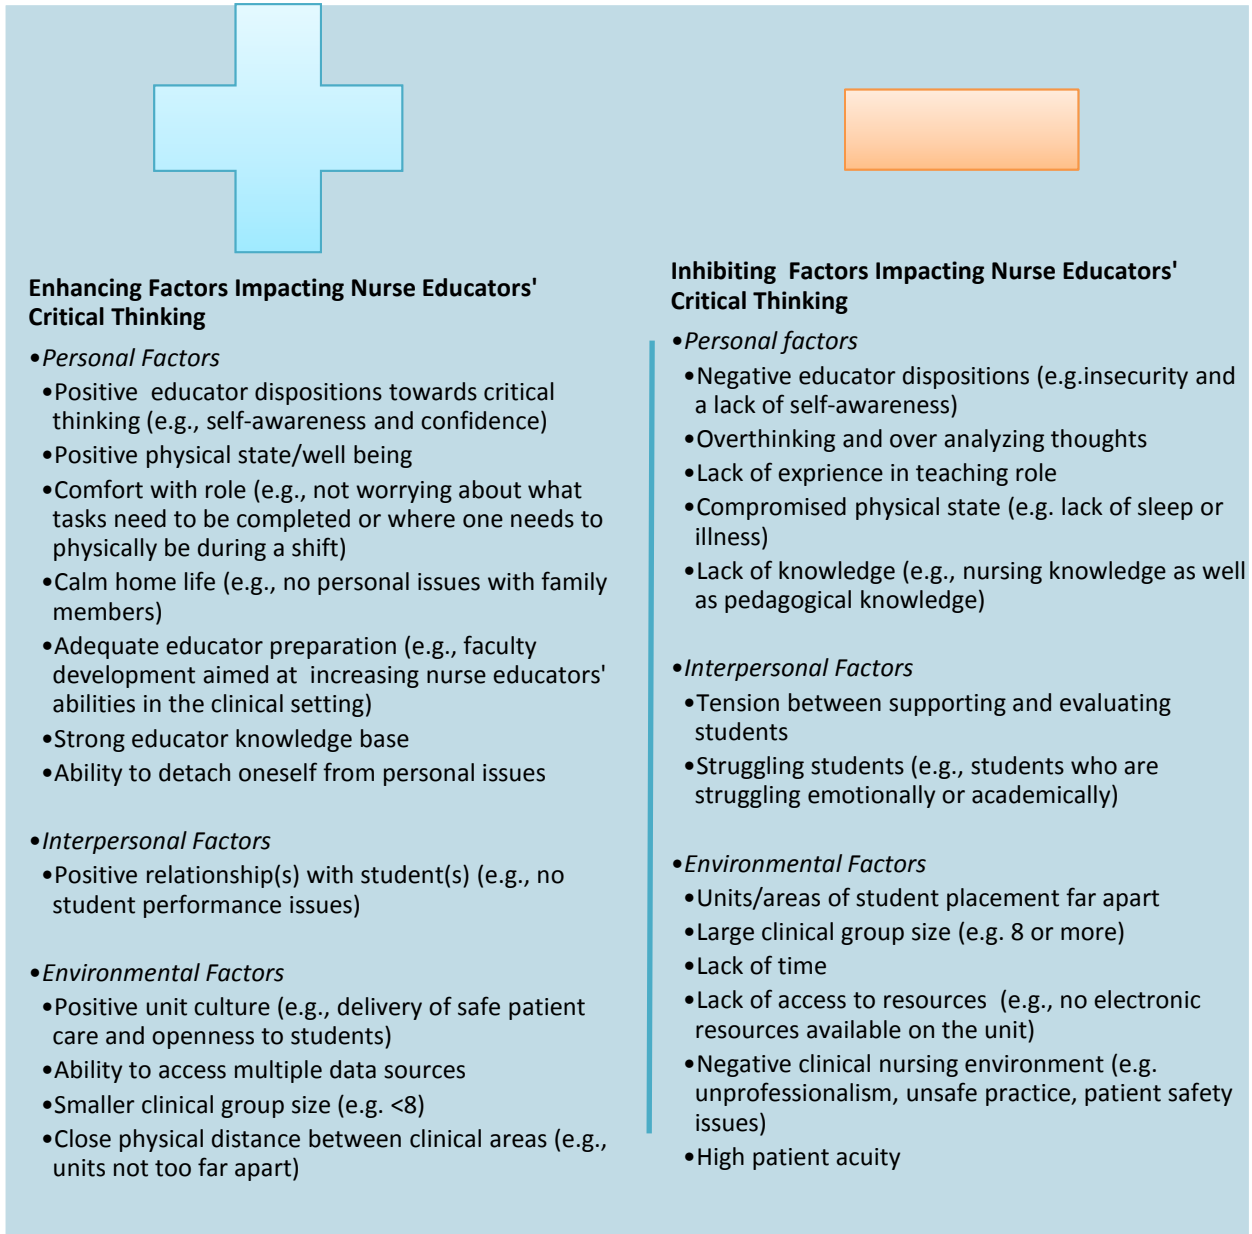 Enhancing Factors Impacting Nurse Educators'
Critical Thinking
•Personal Factors
•Positive educator dispositions towards critical
thinking (e.g., self-awareness and confidence)
•Positive physical state/well being
•Comfort with role (e.g., not worrying about what
tasks need to be completed or where one needs to
physically be during a shift)
•Calm home life (e.g., no personal issues with family
members)
•Adequate educator preparation (e.g., faculty
development aimed at increasing nurse educators'
abilities in the clinical setting)
•Strong educator knowledge base
•Ability to detach oneself from personal issues
•Interpersonal Factors
•Positive relationship(s) with student(s) (e.g., no
student performance issues)
•Environmental Factors
•Positive unit culture (e.g., delivery of safe patient
care and openness to students)
•Ability to access multiple data sources
•Smaller clinical group size (e.g. <8)
•Close physical distance between clinical areas (e.g.,
units not too far apart)
Inhibiting Factors Impacting Nurse Educators'
Critical Thinking
•Personal factors
•Negative educator dispositions (e.g.insecurity and
a lack of self-awareness)
•Overthinking and over analyzing thoughts
•Lack of exprience in teaching role
•Compromised physical state (e.g. lack of sleep or
illness)
•Lack of knowledge (e.g., nursing knowledge as well
as pedagogical knowledge)
•Interpersonal Factors
•Tension between supporting and evaluating
students
•Struggling students (e.g., students who are
struggling emotionally or academically)
•Environmental Factors
•Units/areas of student placement far apart
•Large clinical group size (e.g. 8 or more)
•Lack of time
•Lack of access to resources (e.g., no electronic
resources available on the unit)
•Negative clinical nursing environment (e.g.
unprofessionalism, unsafe practice, patient safety
issues)
•High patient acuity